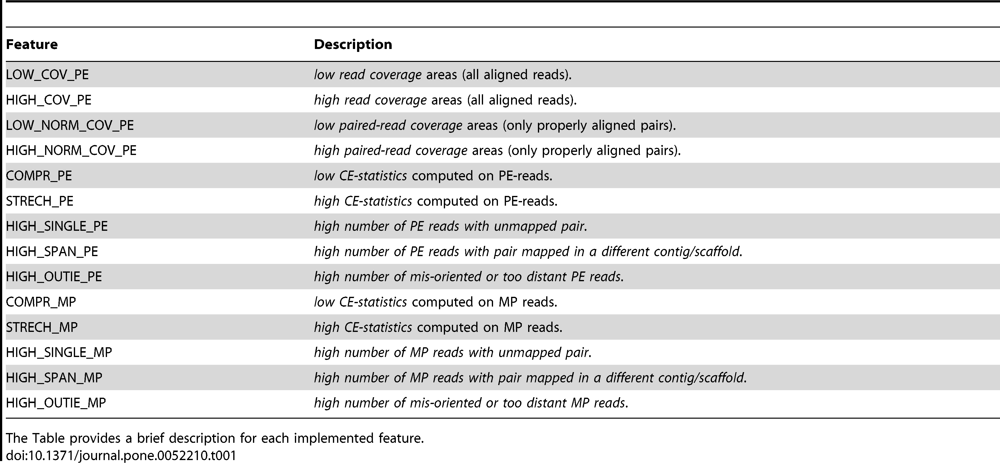 Feature Description
LOW_COV_PE low read coverage areas (all aligned reads).
HIGH_COV_PE high read coverage areas (all aligned reads).
LOW_NORM_COV_PE low paired-read coverage areas (only properly aligned pairs).
HIGH_NORM_COV_PE high paired-read coverage areas (only properly aligned pairs).
COMPR_PE low CE-statistics computed on PE-reads.
STRECH_PE high CE-statistics computed on PE-reads.
HIGH_SINGLE_PE high number of PE reads with unmapped pair.
HIGH_SPAN_PE high number of PE reads with pair mapped in a different contig/scaffold.
HIGH_OUTIE_PE high number of mis-oriented or too distant PE reads.
COMPR_MP low CE-statistics computed on MP reads.
STRECH_MP high CE-statistics computed on MP reads.
HIGH_SINGLE_MP high number of MP reads with unmapped pair.
HIGH_SPAN_MP high number of MP reads with pair mapped in a different contig/scaffold.
HIGH_OUTIE_MP high number of mis-oriented or too distant MP reads.
The Table provides a brief description for each implemented feature.
doi:10.1371/journal.pone.0052210.t001